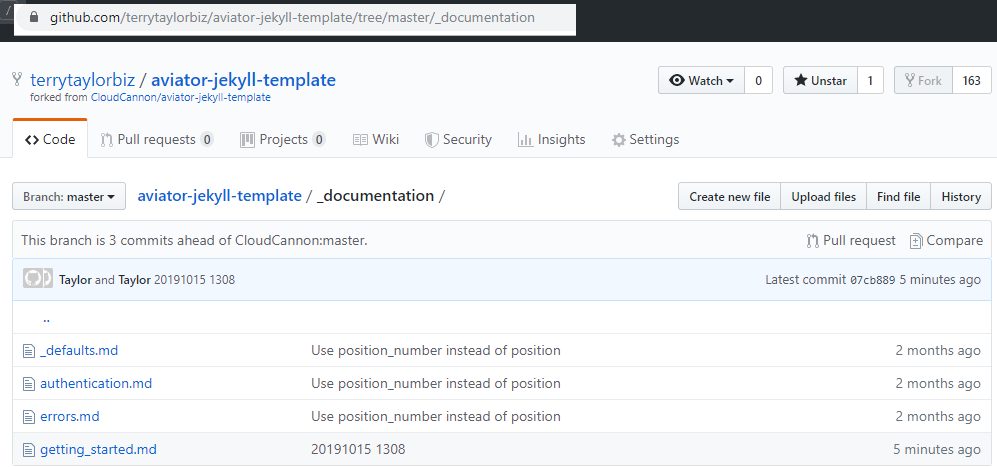 /
github.com/terrytaylorbiz/aviator-jekyll-template/tree/master/_documentation
terrytaylorbiz / aviator-jekyll-template
Watch 0 Unstar 1 Fork 163
forked from CloudCannon/aviator-jekyll-template
Code Pull requests 0 Projects 0 Wiki Security Insights Settings
Branch: master aviator-jekyll-template / _documentation / Create new file Upload files Find file History
This branch is 3 commits ahead of CloudCannon:master. Pull request Compare
Taylor and Taylor 20191015 1308 Latest commit 07cb889 5 minutes ago
..
_defaults.md Use position_number instead of position 2 months ago
authentication.md Use position_number instead of position 2 months ago
errors.md Use position_number instead of position 2 months ago
getting_started.md 20191015 1308 5 minutes ago